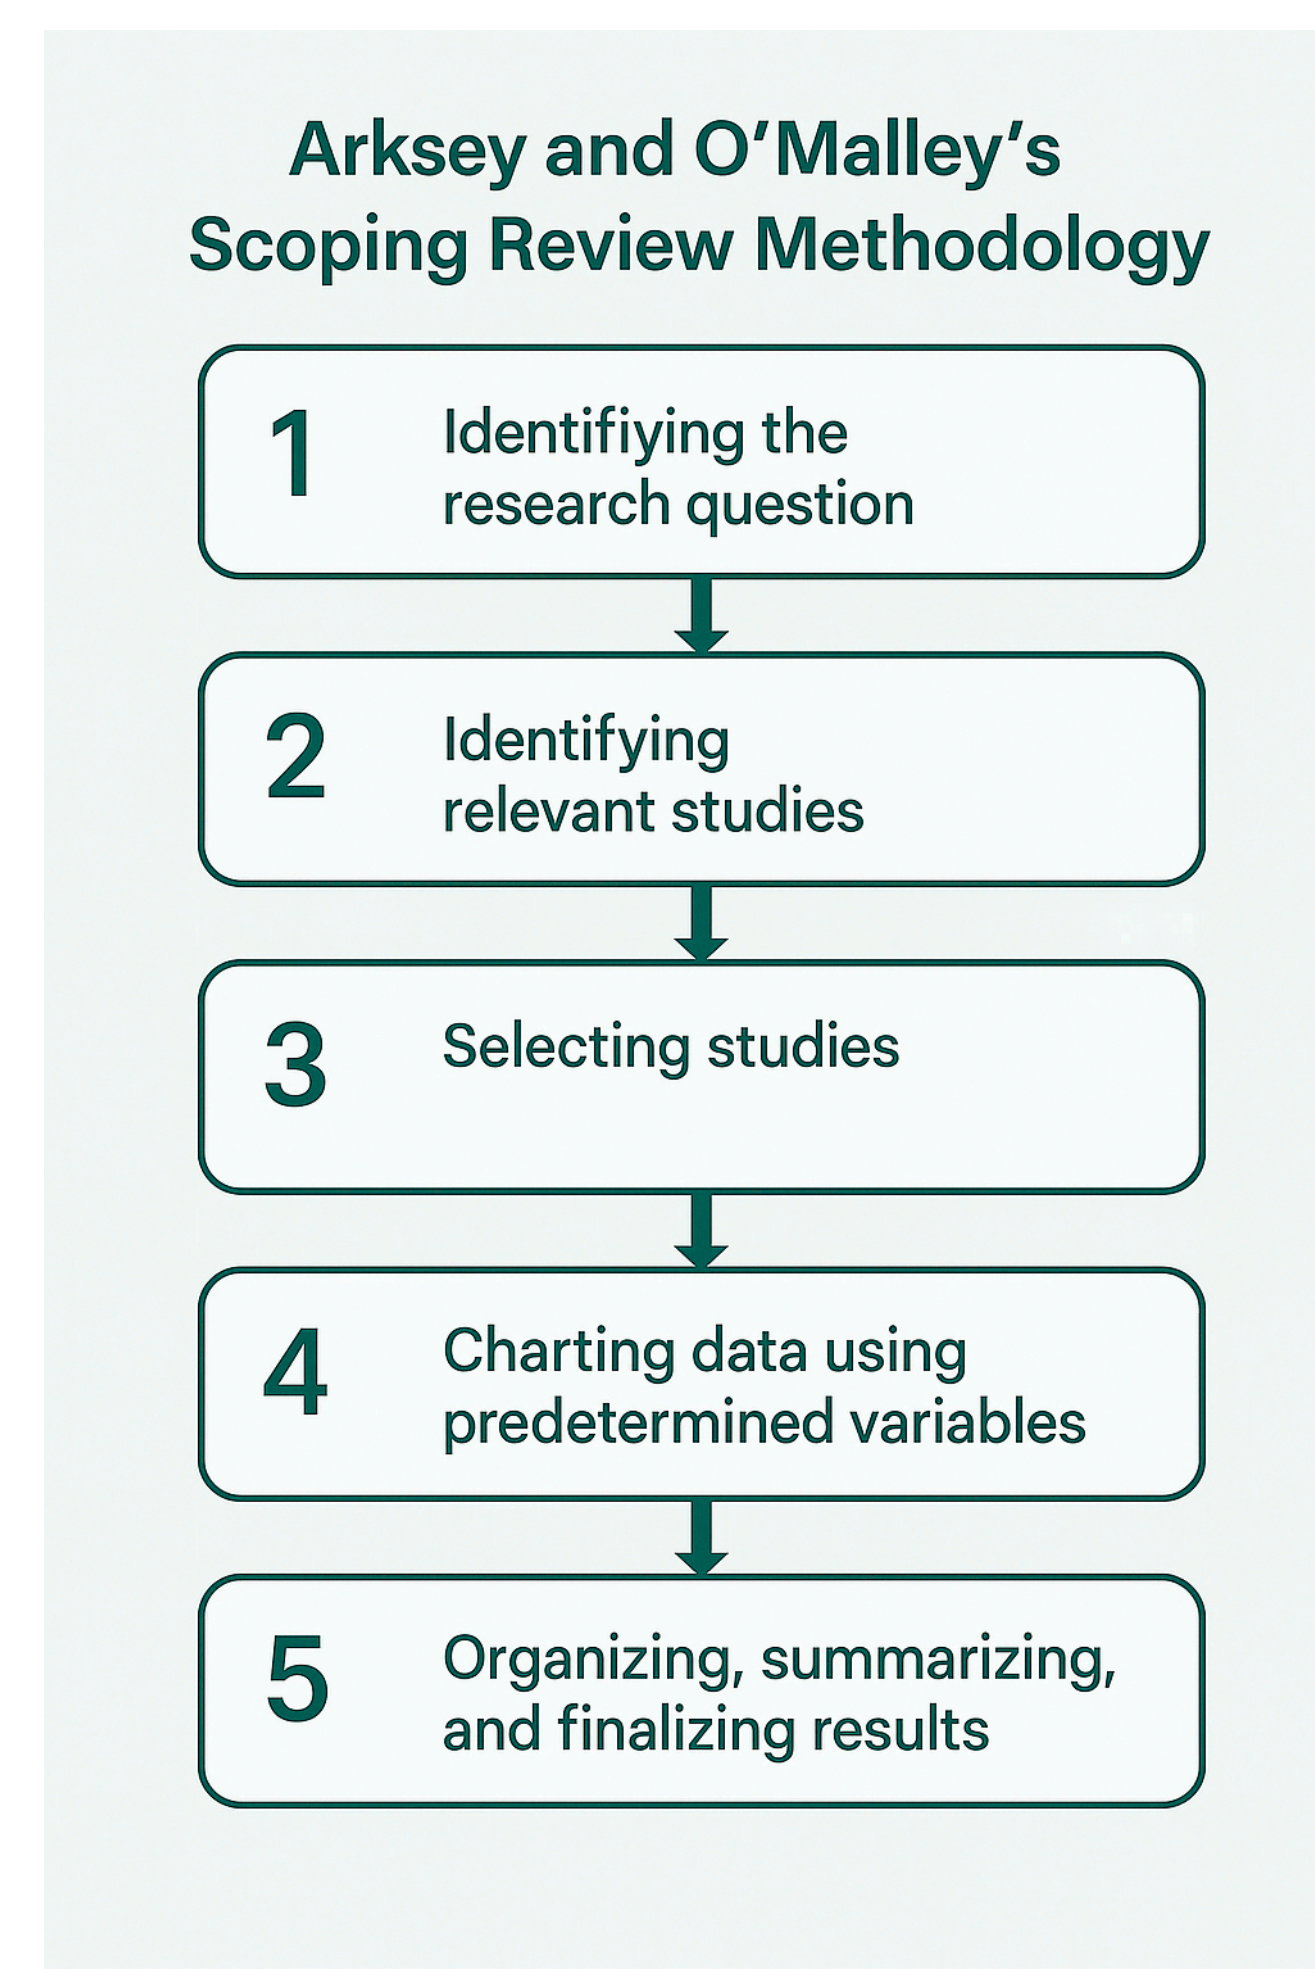 Arksey and O’Malley’s
Scoping Review Methodology
1
Identifiying the
research question
2
Identifying
relevant studies
3
Selecting studies
4
Charting data using
predetermined variables
5
Organizing, summarizing,
and finalizing results